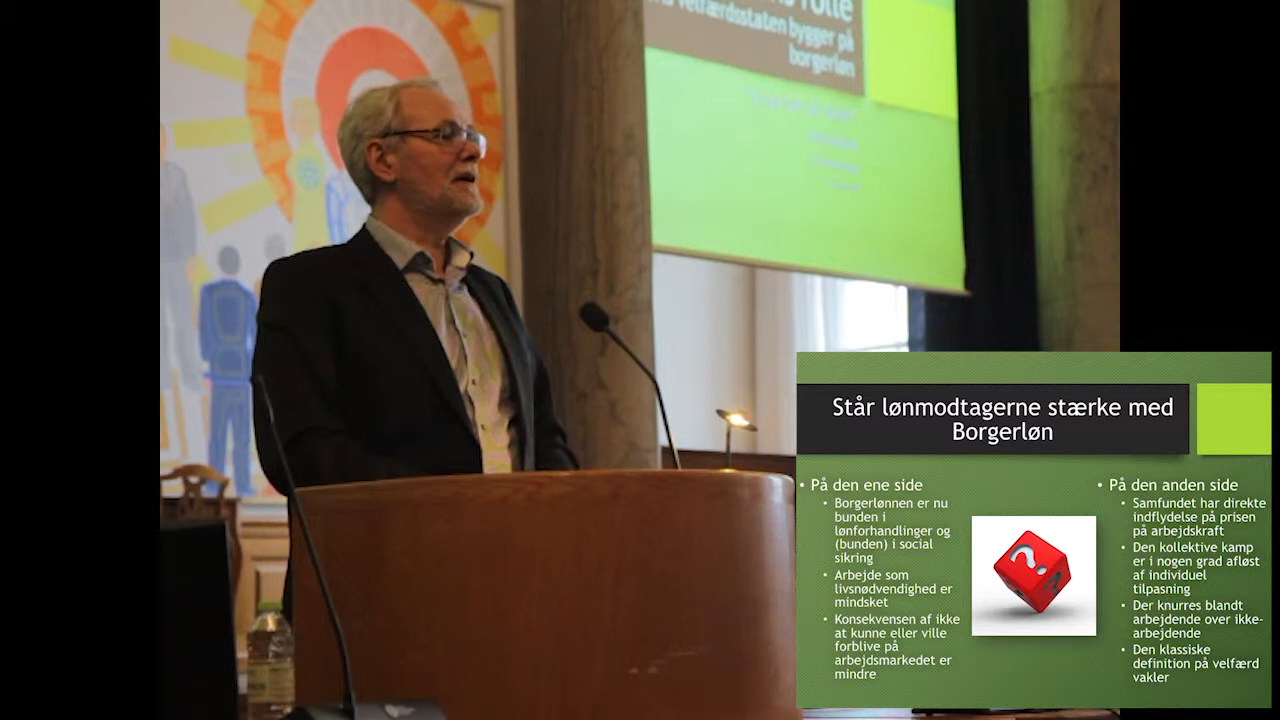 rolle
velfærdsstaten bygger på
borgerløn
Står lønmodtagerne stærke med
Borgerløn
• På den ene side
• Borgerlønnen er nu
bunden i
lønforhandlinger og
(bunden) i social
sikring
• Arbejde som
livsnødvendighed er
mindsket
• Konsekvensen af ikke
at kunne eller ville
forblive på
arbejdsmarkedet er
mindre
• På den anden side
• Samfundet har direkte
indflydelse på prisen
på arbejdskraft
• Den kollektive kamp
er i nogen grad afløst
af individuel
tilpasning
• Der knurres blandt
arbejdende over ikke-
arbejdende
• Den klassiske
definition på velfærd
vakler